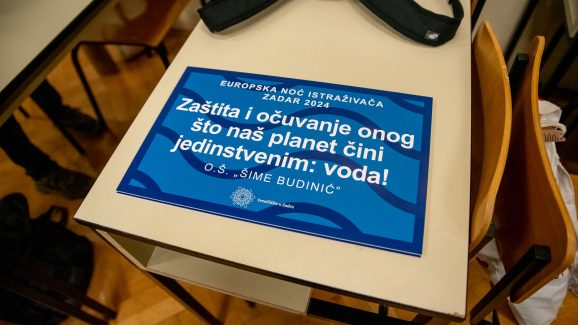 EUROPSKA NOĆ ISTRAŽIVAČA
ZADAR 2024
Zaštita i očuvanje onog
što naš planet čini
jedinstvenim: voda!
O.Š. „ŠIME BUDINIĆ”
Sveučilište u Zadru